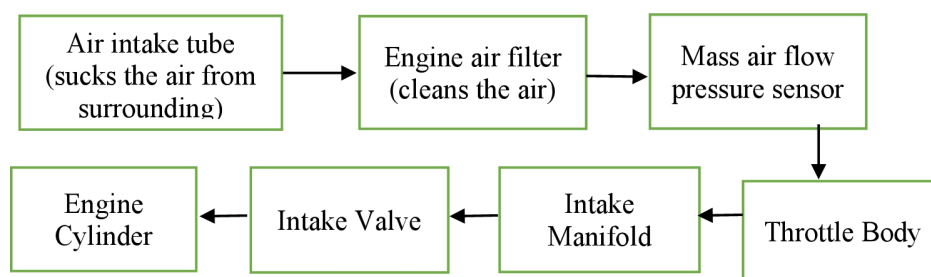 Air intake tube
(sucks the air from
surrounding)
Engine air filter
(cleans the air)
Mass air flow
pressure sensor
Throttle Body
Intake
Manifold
Intake Valve
Engine
Cylinder